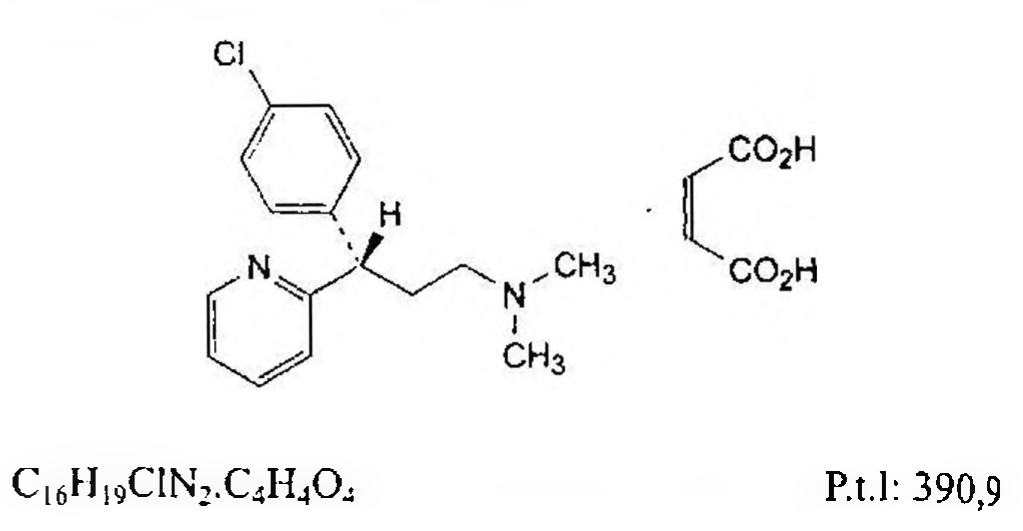 Cl
H
N
N
CH₃
CH₃
CO₂H
CO₂H
C₁₆H₁₉ClN₂.C₄H₄O₄ P.t.l: 390,9